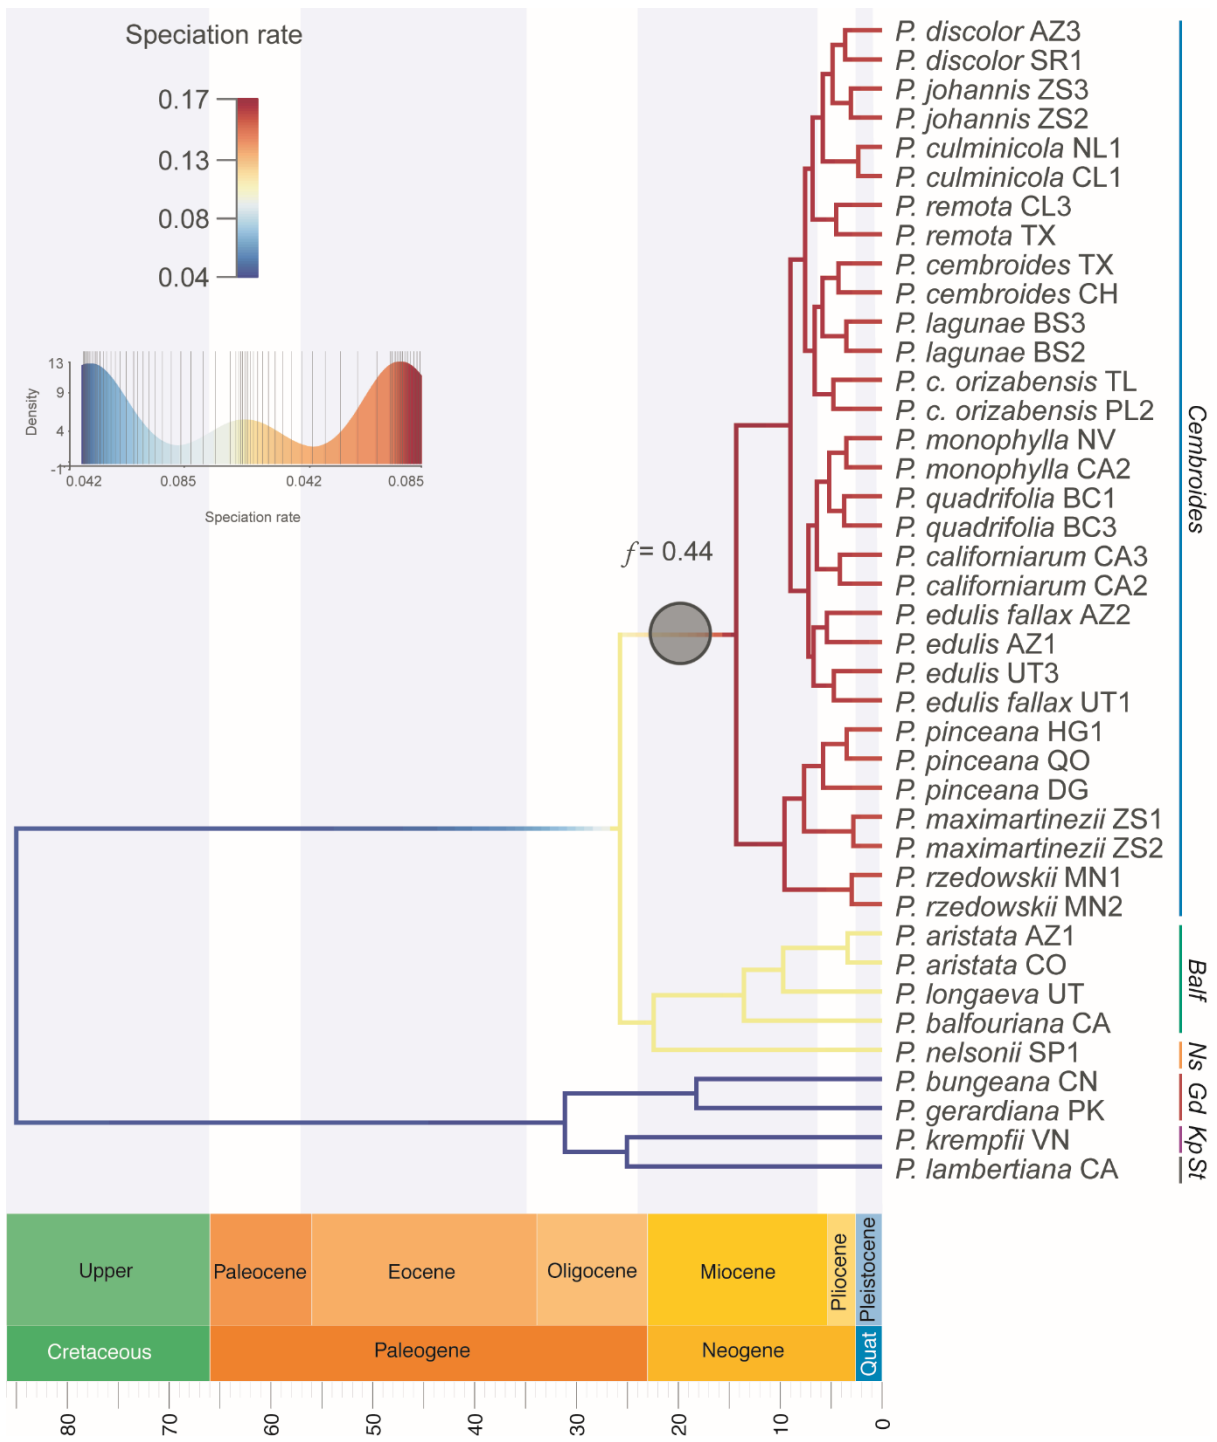 Speciation rate
0.17
0.13
0.08
0.04
13
9
4
-1
Density
0.042
0.085
0.042
0.085
Speciation rate
f = 0.44
P. discolor AZ3
P. discolor SR1
P. johannis ZS3
P. johannis ZS2
P. culminicola NL1
P. culminicola CL1
P. remota CL3
P. remota TX
P. cembroides TX
P. cembroides CH
P. lagunae BS3
P. lagunae BS2
P. c. orizabensis TL
P. c. orizabensis PL2
P. monophylla NV
P. monophylla CA2
P. quadrifolia BC1
P. quadrifolia BC3
P. californiarum CA3
P. californiarum CA2
P. edulis fallax AZ2
P. edulis AZ1
P. edulis UT3
P. edulis fallax UT1
P. pinceana HG1
P. pinceana QO
P. pinceana DG
P. maximartinezii ZS1
P. maximartinezii ZS2
P. rzedowskii MN1
P. rzedowskii MN2
P. aristata AZ1
P. aristata CO
P. longaeva UT
P. balfouriana CA
P. nelsonii SP1
P. bungeana CN
P. gerardiana PK
P. krempfii VN
P. lambertiana CA
Cembroides
Balf
Ns
Gd
Kp
St
Upper
Paleocene
Eocene
Oligocene
Miocene
Pliocene
Pleistocene
Cretaceous
Paleogene
Neogene
Quat
80
70
60
50
40
30
20
10
0